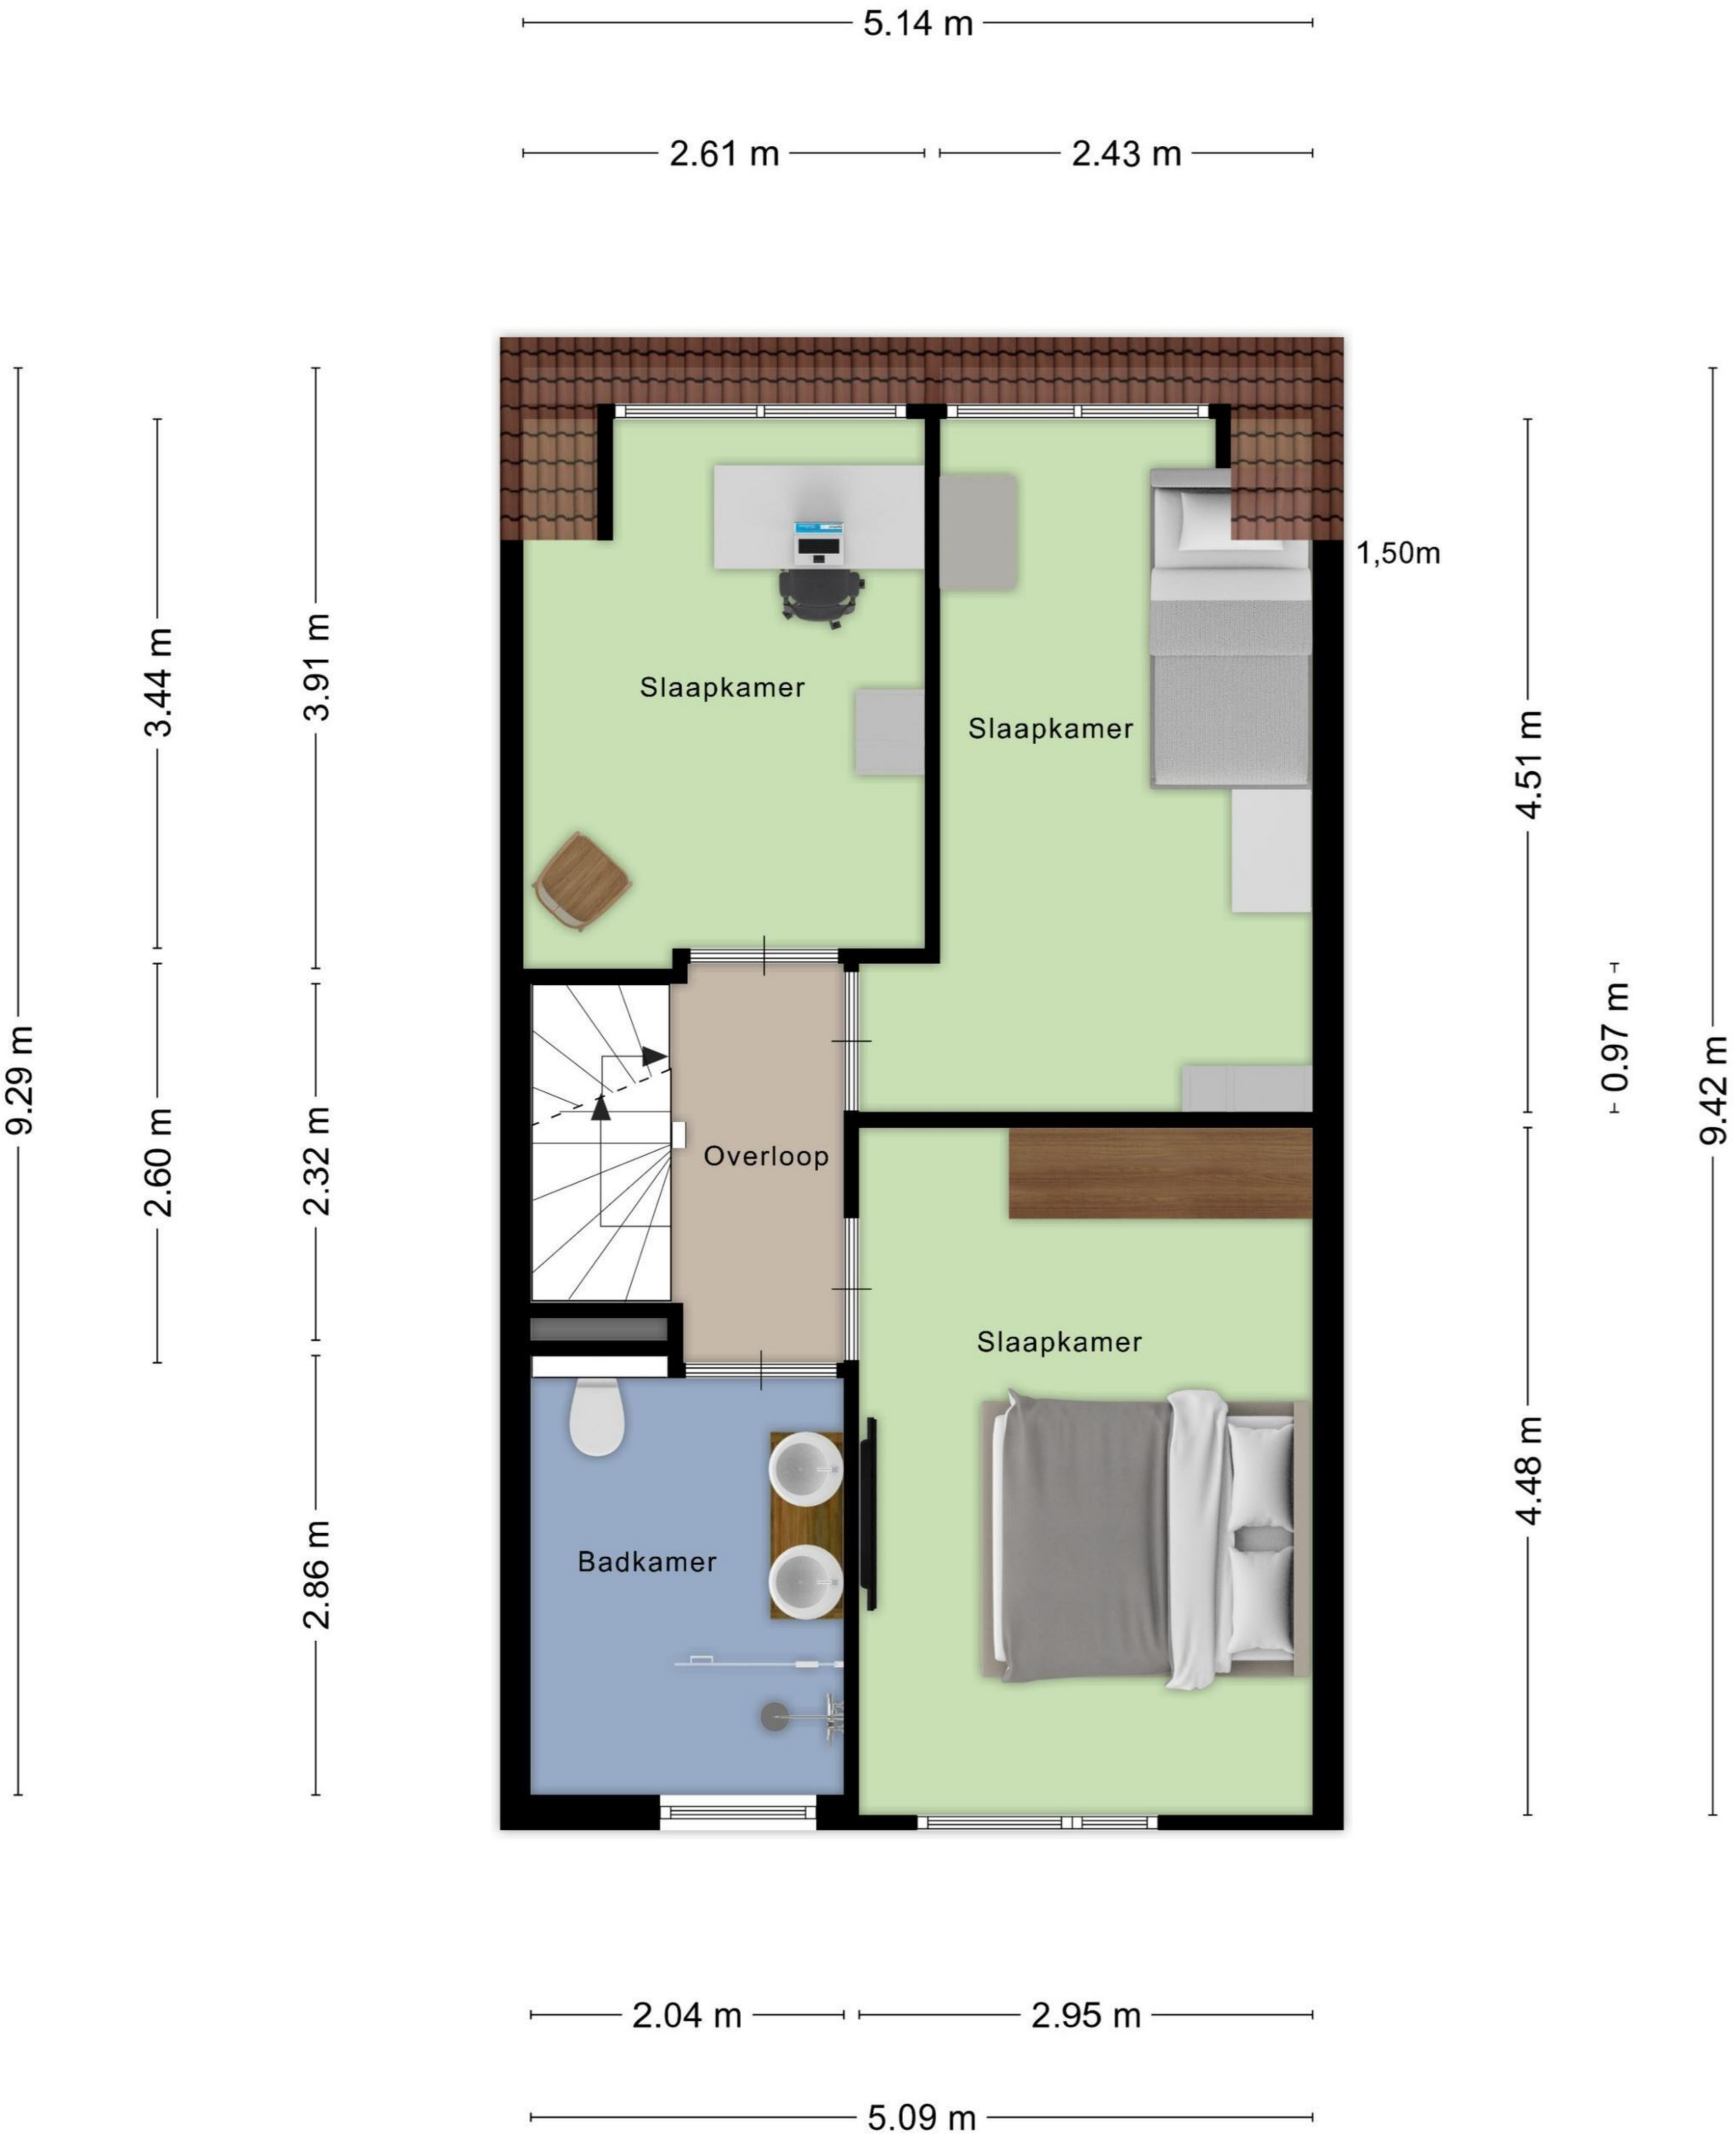 5.14 m
2.61 m
2.43 m
1,50m
3.44 m
3.91 m
Slaapkamer
Slaapkamer
4.51 m
9.29 m
2.60 m
2.32 m
Overloop
0.97 m
9.42 m
Slaapkamer
2.86 m
Badkamer
4.48 m
2.04 m
2.95 m
5.09 m